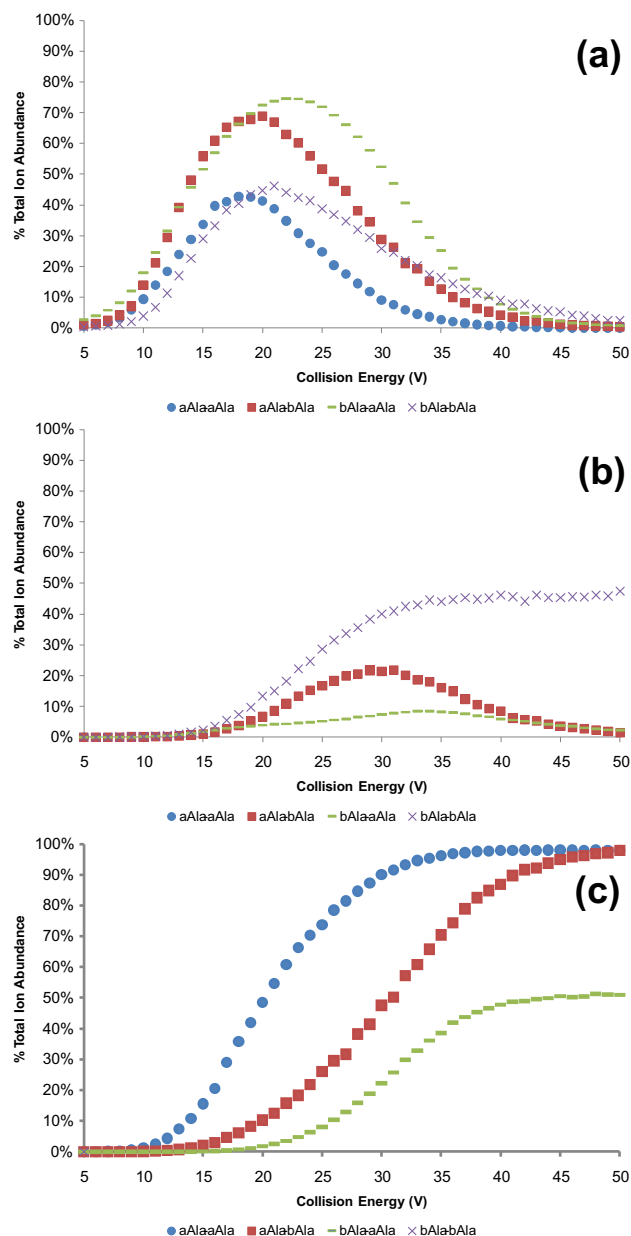 (a)
100%
90%
80%
70%
60%
50%
40%
30%
20%
10%
0%
% Total Ion Abundance
5 10 15 20 25 30 35 40 45 50
Collision Energy (V)
aAla-aAla aAla-bAla bAla-aAla bAla-bAla
(b)
100%
90%
80%
70%
60%
50%
40%
30%
20%
10%
0%
% Total Ion Abundance
5 10 15 20 25 30 35 40 45 50
Collision Energy (V)
aAla-aAla aAla-bAla bAla-aAla bAla-bAla
(c)
100%
90%
80%
70%
60%
50%
40%
30%
20%
10%
0%
% Total Ion Abundance
5 10 15 20 25 30 35 40 45 50
Collision Energy (V)
aAla-aAla aAla-bAla bAla-aAla bAla-bAla